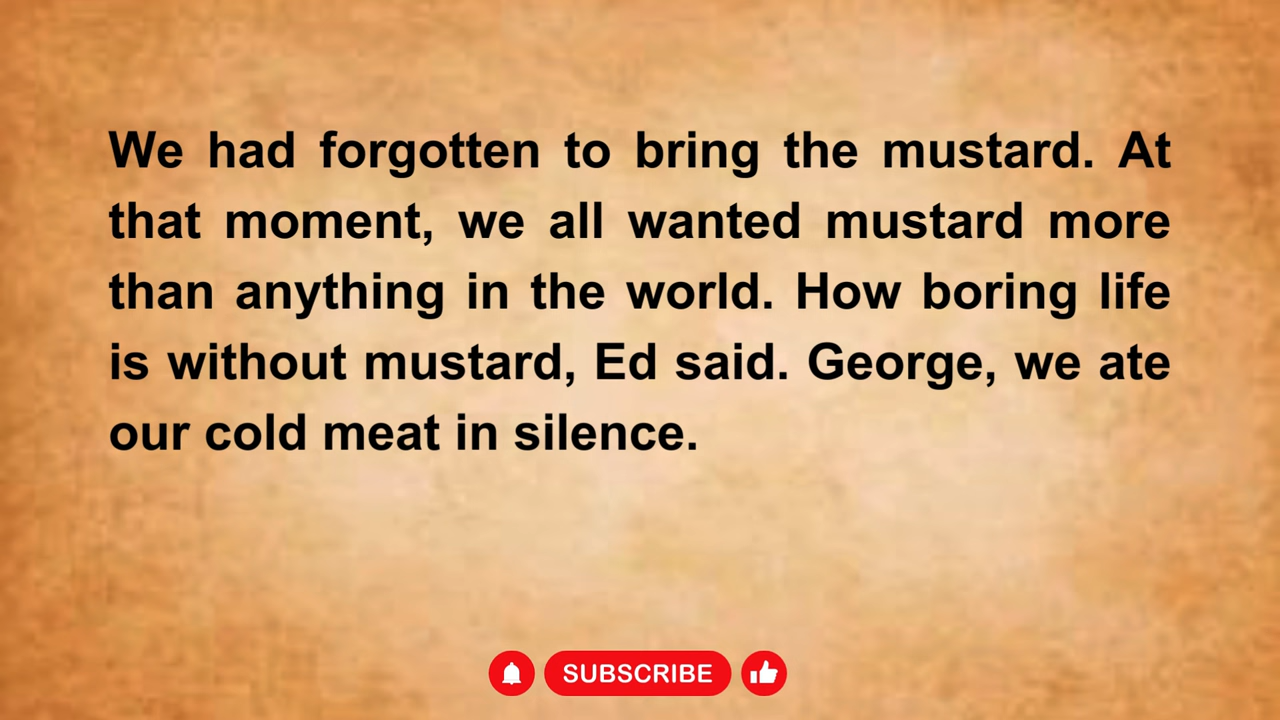 We had forgotten to bring the mustard. At
that moment, we all wanted mustard more
than anything in the world. How boring life
is without mustard, Ed said. George, we ate
our cold meat in silence.
SUBSCRIBE